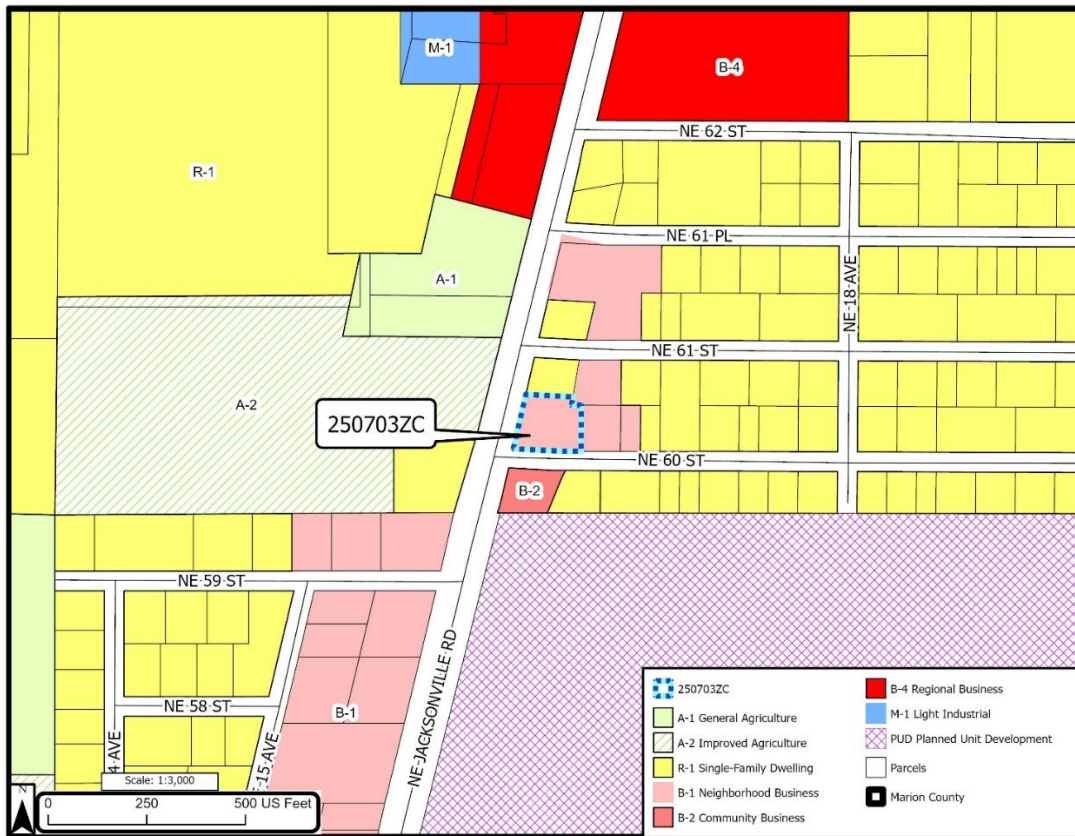 M-1
B-4
NE 62 ST
R-1
NE 61 PL
A-1
NE 18 AVE
NE 61 ST
A-2
250703ZC
NE 60 ST
B-2
NE 59 ST
NE JACKSONVILLE RD
NE 58 ST
B-1
4 AVE
15 AVE
Scale: 1:3,000
N
0 250 500 US Feet
250703ZC
A-1 General Agriculture
A-2 Improved Agriculture
R-1 Single-Family Dwelling
B-1 Neighborhood Business
B-2 Community Business
B-4 Regional Business
M-1 Light Industrial
PUD Planned Unit Development
Parcels
Marion County